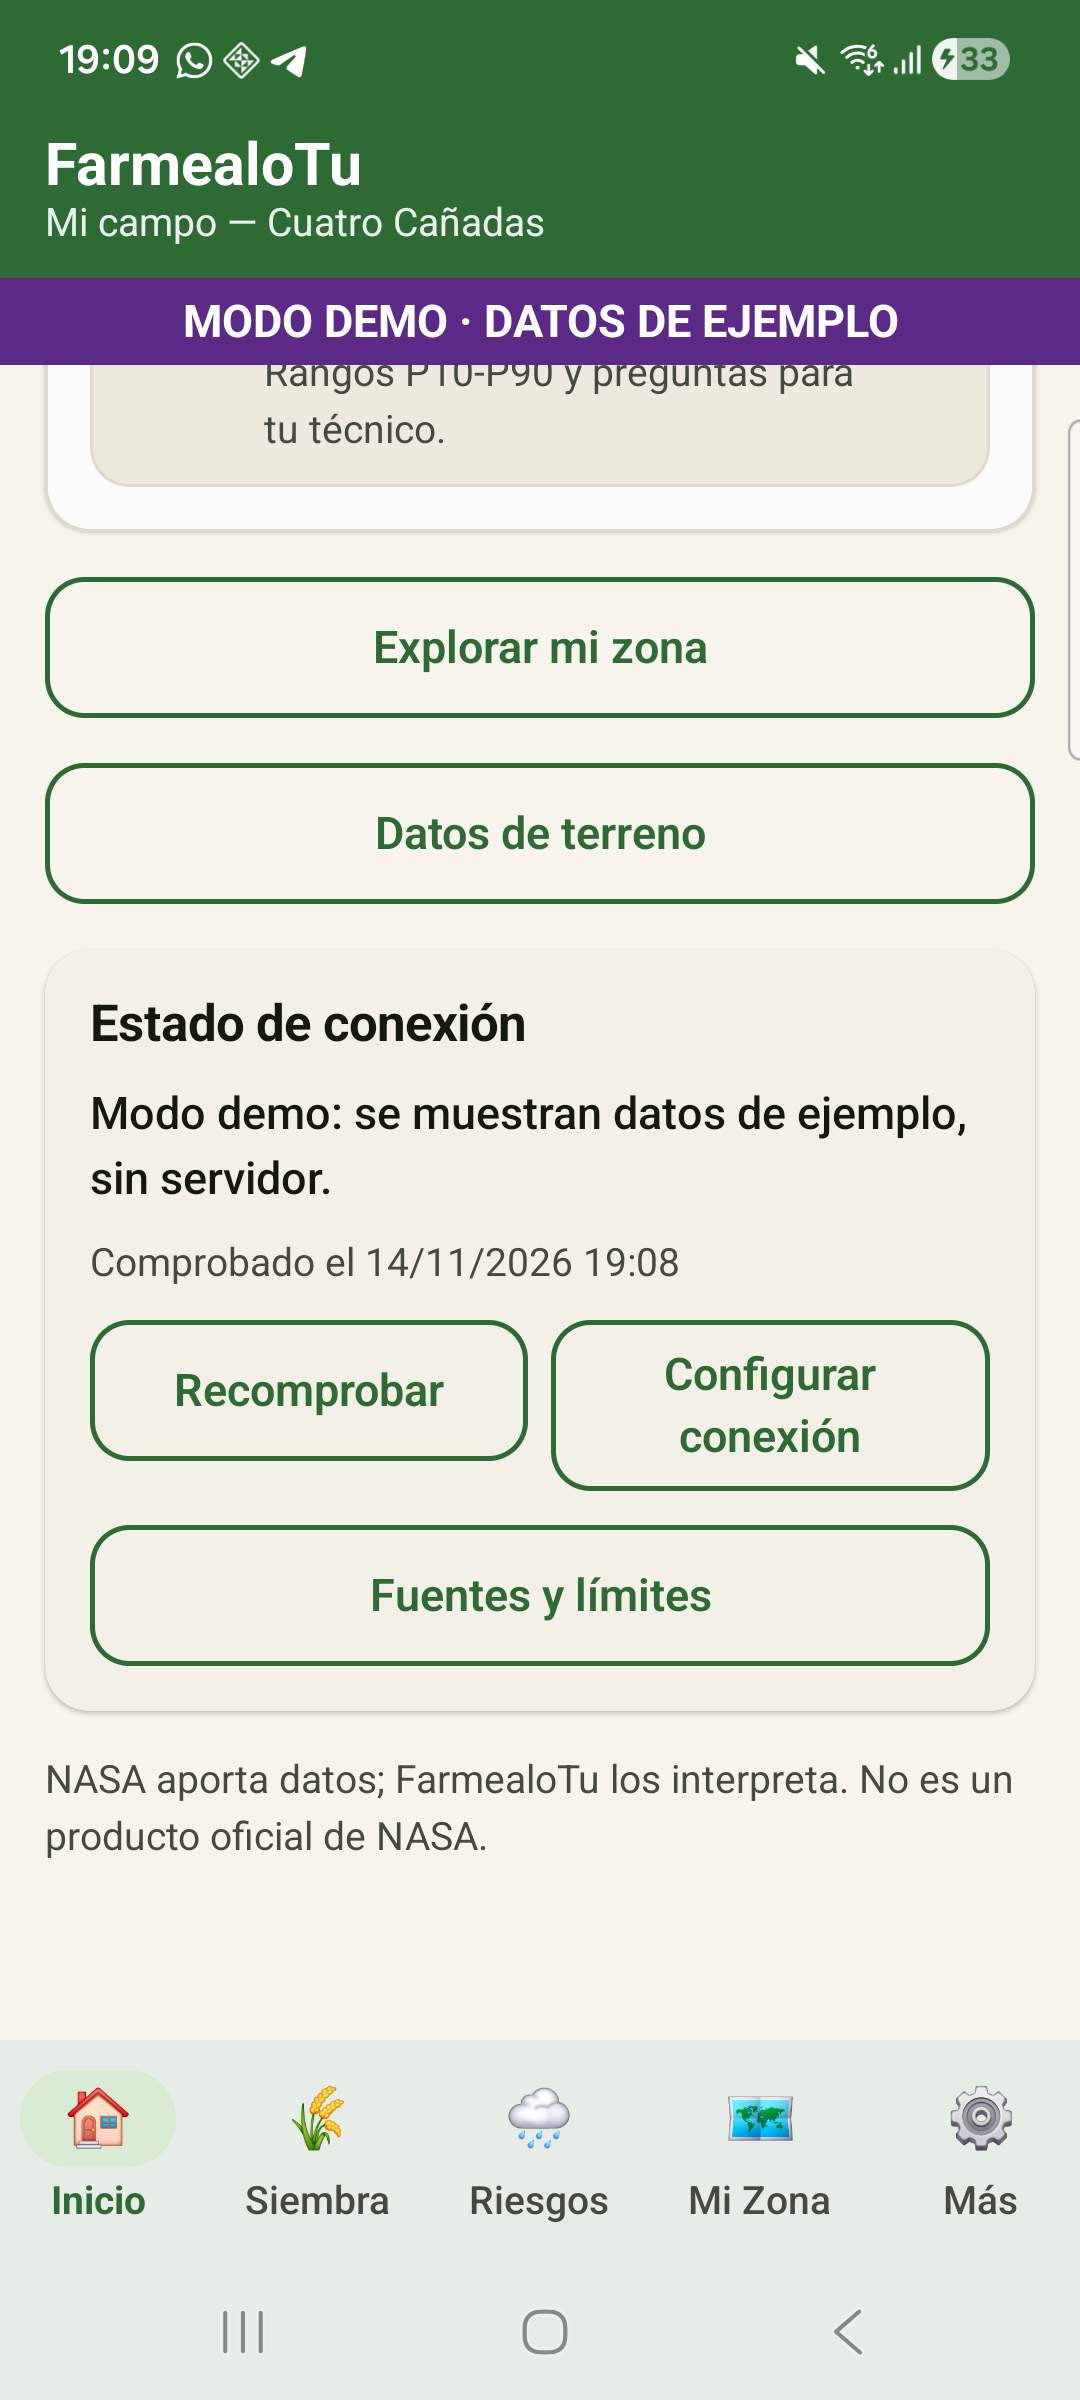 19:09
6
33
FarmealoTu
Mi campo — Cuatro Cañadas
MODO DEMO · DATOS DE EJEMPLO
Rangos P10-P90 y preguntas para
tu técnico.
Explorar mi zona
Datos de terreno
Estado de conexión
Modo demo: se muestran datos de ejemplo,
sin servidor.
Comprobado el 14/11/2026 19:08
Recomprobar
Configurar
conexión
Fuentes y límites
NASA aporta datos; FarmealoTu los interpreta. No es un
producto oficial de NASA.
Inicio
Siembra
Riesgos
Mi Zona
Más